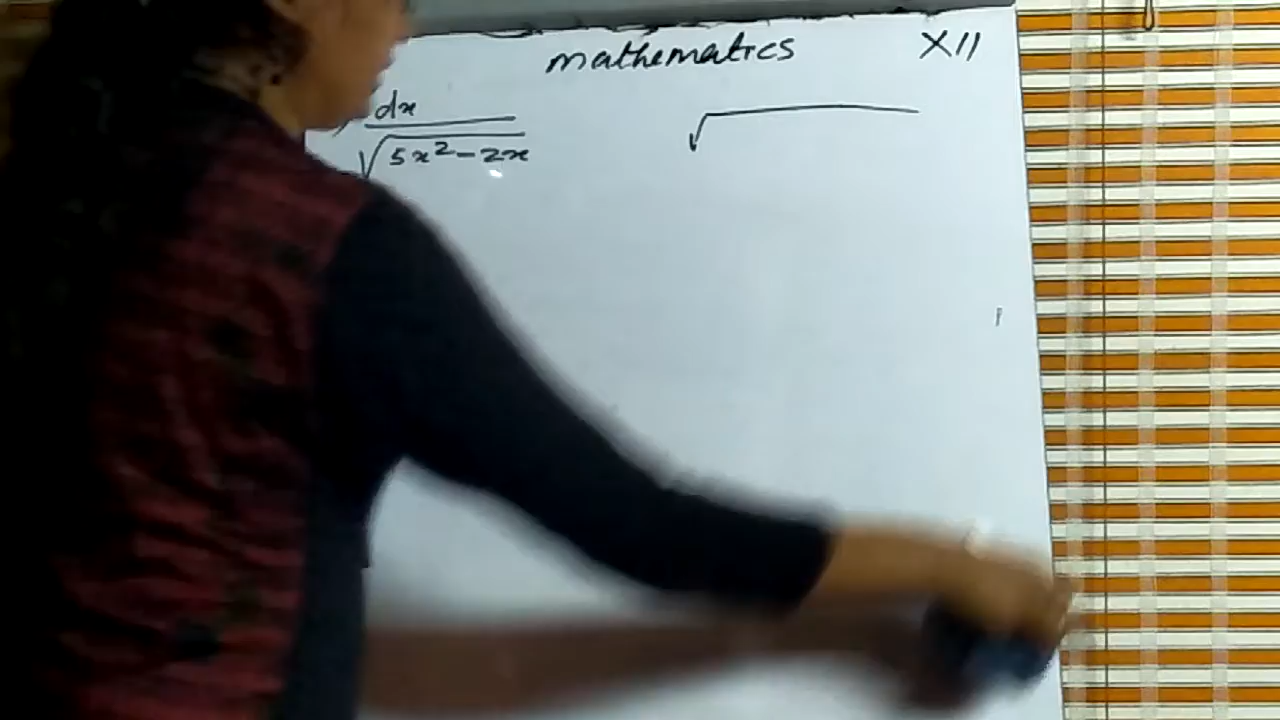 mathematics XII
dx
√5x²-2x
√